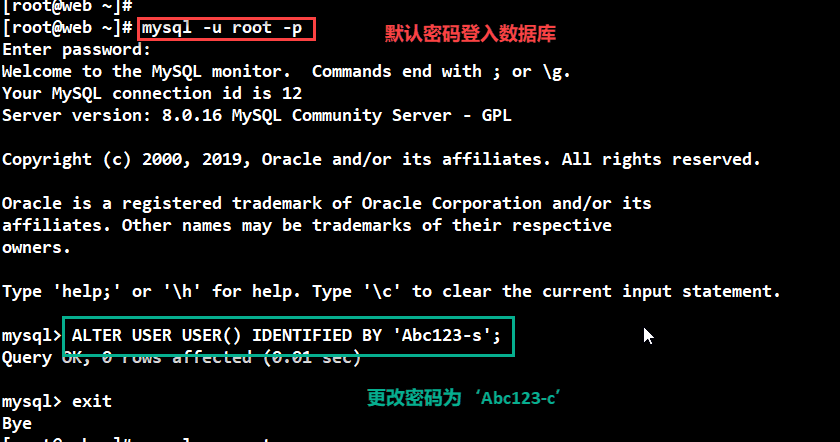 [root@web ~]#
[root@web ~]# mysql -u root -p
默认密码登入数据库
Enter password:
Welcome to the MySQL monitor.  Commands end with ; or \g.
Your MySQL connection id is 12
Server version: 8.0.16 MySQL Community Server - GPL
Copyright (c) 2000, 2019, Oracle and/or its affiliates. All rights reserved.
Oracle is a registered trademark of Oracle Corporation and/or its
affiliates. Other names may be trademarks of their respective
owners.
Type 'help;' or '\h' for help. Type '\c' to clear the current input statement.
mysql> ALTER USER USER() IDENTIFIED BY 'Abc123-s';
Query OK, 0 rows affected (0.01 sec)
更改密码为‘Abc123-c’
mysql> exit
Bye